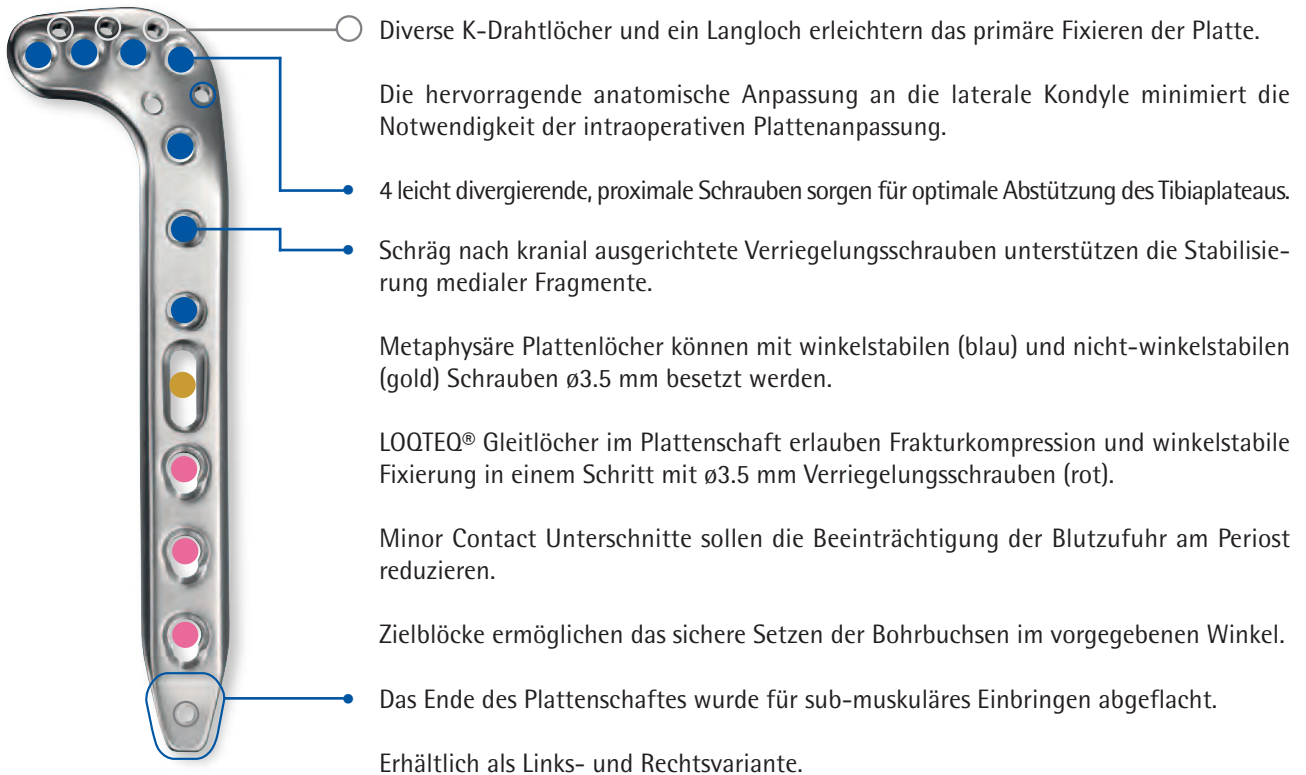 Diverse K-Drahtlöcher und ein Langloch erleichtern das primäre Fixieren der Platte.
Die hervorragende anatomische Anpassung an die laterale Kondyle minimiert die
Notwendigkeit der intraoperativen Plattenanpassung.
4 leicht divergierende, proximale Schrauben sorgen für optimale Abstützung des Tibiaplateaus.
Schräg nach kranial ausgerichtete Verriegelungsschrauben unterstützen die Stabilisie-
rung medialer Fragmente.
Metaphysäre Plattenlöcher können mit winkelstabilen (blau) und nicht-winkelstabilen
(gold) Schrauben ø3.5 mm besetzt werden.
LOQTEQ® Gleitlöcher im Plattenschaft erlauben Frakturkompression und winkelstabile
Fixierung in einem Schritt mit ø3.5 mm Verriegelungsschrauben (rot).
Minor Contact Unterschnitte sollen die Beeinträchtigung der Blutzufuhr am Periost
reduzieren.
Zielblöcke ermöglichen das sichere Setzen der Bohrbuchsen im vorgegebenen Winkel.
Das Ende des Plattenschaftes wurde für sub-muskuläres Einbringen abgeflacht.
Erhältlich als Links- und Rechtsvariante.